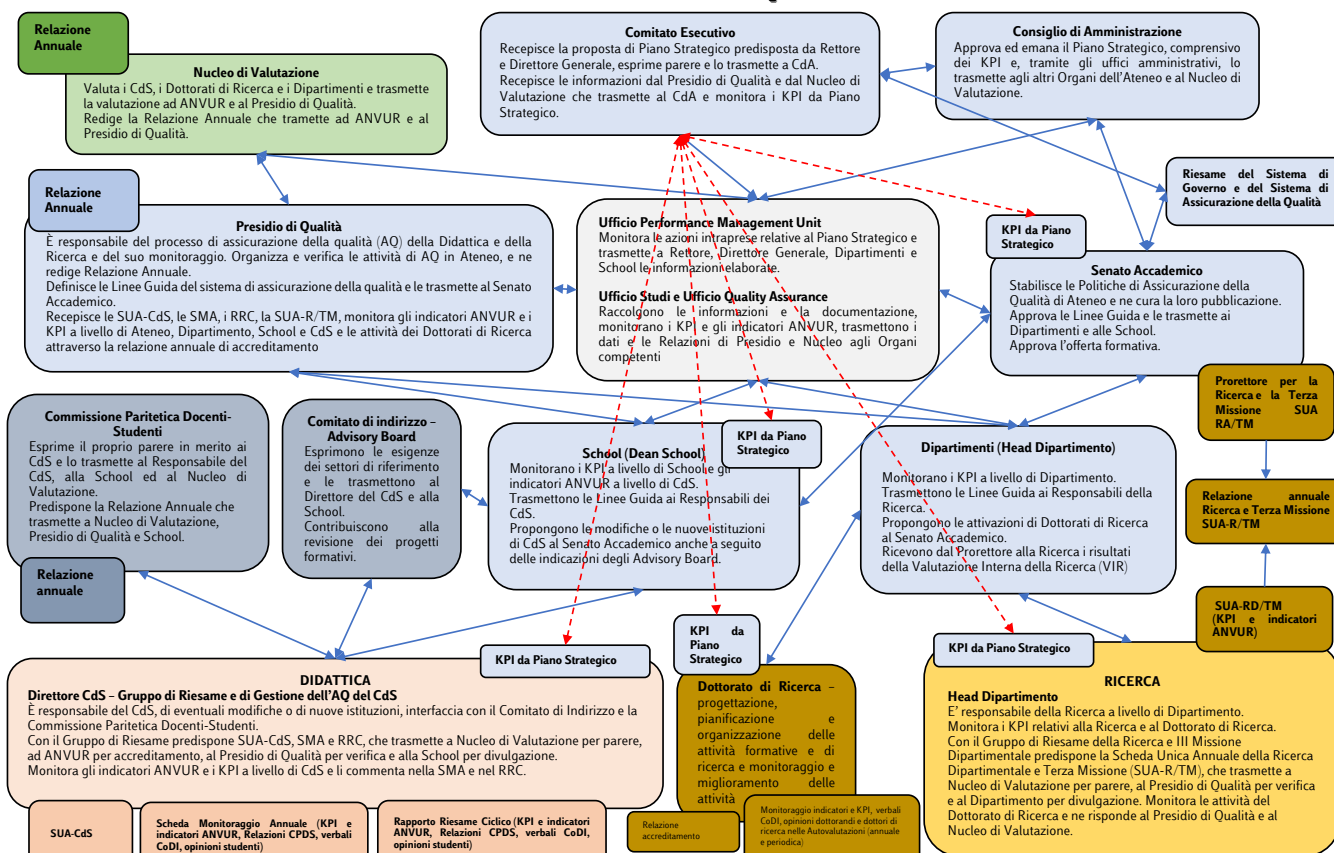 Relazione
Annuale
Nucleo di Valutazione
Valuta i CdS, i Dottorati di Ricerca e i Dipartimenti e trasmette
la valutazione ad ANVUR e al Presidio di Qualità.
Redige la Relazione Annuale che tramette ad ANVUR e al
Presidio di Qualità.
Comitato Esecutivo
Recepisce la proposta di Piano Strategico predisposta da Rettore
e Direttore Generale, esprime parere e lo trasmette a CdA.
Recepisce le informazioni dal Presidio di Qualità e dal Nucleo di
Valutazione che trasmette al CdA e monitora i KPI da Piano
Strategico.
Consiglio di Amministrazione
Approva ed emana il Piano Strategico, comprensivo
dei KPI e, tramite gli uffici amministrativi, lo
trasmette agli altri Organi dell'Ateneo e al Nucleo di
Valutazione.
Riesame del Sistema di
Governo e del Sistema di
Assicurazione della Qualità
Relazione
Annuale
Presidio di Qualità
È responsabile del processo di assicurazione della qualità (AQ) della Didattica e della
Ricerca e del suo monitoraggio. Organizza e verifica le attività di AQ in Ateneo, e ne
redige Relazione Annuale.
Definisce le Linee Guida del sistema di assicurazione della qualità e le trasmette al Senato
Accademico.
Recepisce le SUA-CdS, le SMA, i RRC, la SUA-R/TM, monitora gli indicatori ANVUR e i
KPI a livello di Ateneo, Dipartimento, School e CdS e le attività dei Dottorati di Ricerca
attraverso la relazione annuale di accreditamento
Ufficio Performance Management Unit
Monitora le azioni intraprese relative al Piano Strategico e
trasmette a Rettore, Direttore Generale, Dipartimenti e
School le informazioni elaborate.
Ufficio Studi e Ufficio Quality Assurance
Raccolgono le informazioni e la documentazione,
monitorano i KPI e gli indicatori ANVUR, trasmettono i
dati e le Relazioni di Presidio e Nucleo agli Organi
competenti
KPI da Piano
Strategico
Senato Accademico
Stabilisce le Politiche di Assicurazione della
Qualità di Ateneo e ne cura la loro pubblicazione.
Approva le Linee Guida e le trasmette ai
Dipartimenti e alle School.
Approva l'offerta formativa.
Prorettore per la
Ricerca e la Terza
Missione SUA
RA/TM
Commissione Paritetica Docenti-
Studenti
Esprime il proprio parere in merito ai
CdS e lo trasmette al Responsabile del
CdS, alla School ed al Nucleo di
Valutazione.
Predispone la Relazione Annuale che
trasmette a Nucleo di Valutazione,
Presidio di Qualità e School.
Relazione
annuale
Comitato di indirizzo –
Advisory Board
Esprimono le esigenze
dei settori di riferimento
e le trasmettono al
Direttore del CdS e alla
School.
Contribuiscono alla
revisione dei progetti
formativi.
KPI da Piano
Strategico
School (Dean School)
Monitorano i KPI a livello di School e gli
indicatori ANVUR a livello di CdS.
Trasmettono le Linee Guida ai Responsabili dei
CdS.
Propongono le modifiche o le nuove istituzioni
di CdS al Senato Accademico anche a seguito
delle indicazioni degli Advisory Board.
Dipartimenti (Head Dipartimento)
Monitorano i KPI a livello di Dipartimento.
Trasmettono le Linee Guida ai Responsabili della
Ricerca.
Propongono le attivazioni di Dottorati di Ricerca
al Senato Accademico.
Ricevono dal Prorettore alla Ricerca i risultati
della Valutazione Interna della Ricerca (VIR)
Relazione annuale
Ricerca e Terza Missione
SUA-R/TM
SUA-RD/TM
(KPI e indicatori
ANVUR)
KPI da Piano Strategico
DIDATTICA
Direttore CdS – Gruppo di Riesame e di Gestione dell'AQ del CdS
È responsabile del CdS, di eventuali modifiche o di nuove istituzioni, interfaccia con il Comitato di Indirizzo e la
Commissione Paritetica Docenti-Studenti.
Con il Gruppo di Riesame predispone SUA-CdS, SMA e RRC, che trasmette a Nucleo di Valutazione per parere,
ad ANVUR per accreditamento, al Presidio di Qualità per verifica e alla School per divulgazione.
Monitora gli indicatori ANVUR e i KPI a livello di CdS e li commenta nella SMA e nel RRC.
SUA-CdS
Scheda Monitoraggio Annuale (KPI e
indicatori ANVUR, Relazioni CPDS, verbali
CoDI, opinioni studenti)
Rapporto Riesame Ciclico (KPI e indicatori
ANVUR, Relazioni CPDS, verbali CoDI,
opinioni studenti)
KPI da
Piano
Strategico
Dottorato di Ricerca –
progettazione,
pianificazione e
organizzazione delle
attività formative e di
ricerca e monitoraggio e
miglioramento delle
attività
Relazione
accreditamento
Monitoraggio indicatori e KPI, verbali
CoDI, opinioni dottorandi e dottori di
ricerca nelle Autovalutazioni (annuale
e periodica)
KPI da Piano Strategico
RICERCA
Head Dipartimento
E' responsabile della Ricerca a livello di Dipartimento.
Monitora i KPI relativi alla Ricerca e al Dottorato di Ricerca.
Con il Gruppo di Riesame della Ricerca e III Missione
Dipartimentale predispone la Scheda Unica Annuale della Ricerca
Dipartimentale e Terza Missione (SUA-R/TM), che trasmette a
Nucleo di Valutazione per parere, al Presidio di Qualità per verifica
e al Dipartimento per divulgazione. Monitora le attività del
Dottorato di Ricerca e ne risponde al Presidio di Qualità e al
Nucleo di Valutazione.